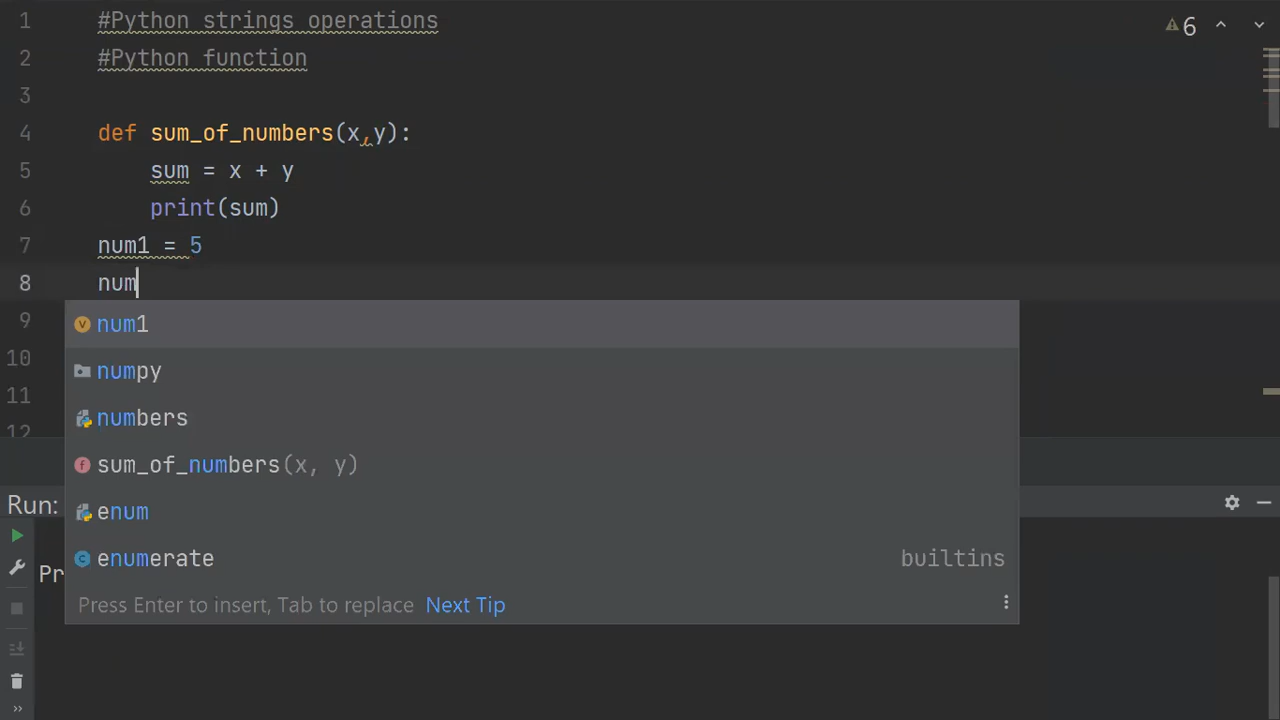 1 #Python strings operations
6
2 #Python function
3
4 def sum_of_numbers(x,y):
5 sum = x + y
6 print(sum)
7 num1 = 5
8 num
9
10
11
12
num1
numpy
numbers
sum_of_numbers(x, y)
enum
enumerate builtins
Press Enter to insert, Tab to replace Next Tip
Run:
Pr